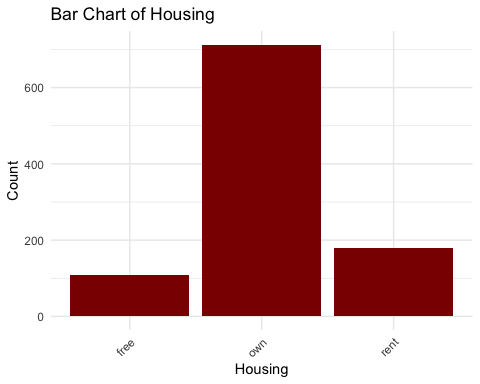 Bar Chart of Housing
Count
600
400
200
0
free
own
rent
Housing